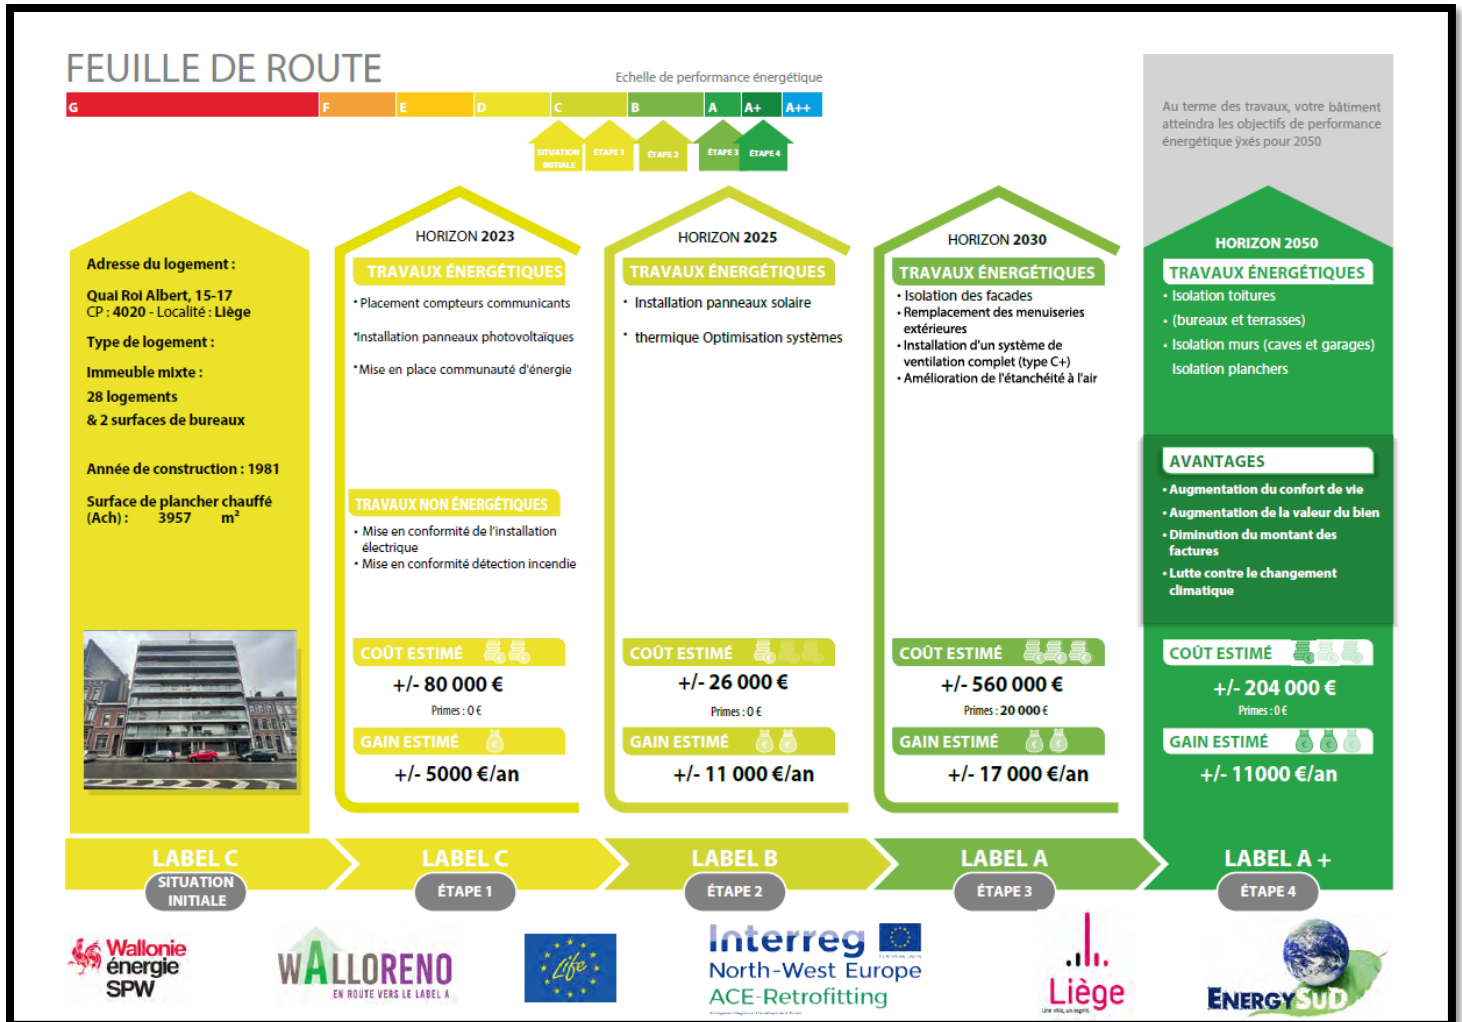 FEUILLE DE ROUTE
Echelle de performance énergétique
G F E D C B A A+ A++
SITUATION
INITIALE
ÉTAPE 1
ÉTAPE 2
ÉTAPE 3
ÉTAPE 4
Au terme des travaux, votre bâtiment
atteindra les objectifs de performance
énergétique ÿxés pour 2050
Adresse du logement :
Quai Roi Albert, 15-17
CP : 4020 - Localité : Liège
Type de logement :
Immeuble mixte :
28 logements
& 2 surfaces de bureaux
Année de construction : 1981
Surface de plancher chauffé
(Ach) : 3957 m²
HORIZON 2023
TRAVAUX ÉNERGÉTIQUES
• Placement compteurs communicants
•Installation panneaux photovoltaïques
• Mise en place communauté d'énergie
TRAVAUX NON ÉNERGÉTIQUES
• Mise en conformité de l'installation
électrique
• Mise en conformité détection incendie
COÛT ESTIMÉ
+/- 80 000 €
Primes : 0 €
GAIN ESTIMÉ
+/- 5000 €/an
HORIZON 2025
TRAVAUX ÉNERGÉTIQUES
• Installation panneaux solaire
• thermique Optimisation systèmes
COÛT ESTIMÉ
+/- 26 000 €
Primes : 0 €
GAIN ESTIMÉ
+/- 11 000 €/an
HORIZON 2030
TRAVAUX ÉNERGÉTIQUES
• Isolation des facades
• Remplacement des menuiseries
extérieures
• Installation d'un système de
ventilation complet (type C+)
• Amélioration de l'étanchéité à l'air
COÛT ESTIMÉ
+/- 560 000 €
Primes : 20 000 €
GAIN ESTIMÉ
+/- 17 000 €/an
HORIZON 2050
TRAVAUX ÉNERGÉTIQUES
• Isolation toitures
• (bureaux et terrasses)
• Isolation murs (caves et garages)
Isolation planchers
AVANTAGES
• Augmentation du confort de vie
• Augmentation de la valeur du bien
• Diminution du montant des
factures
• Lutte contre le changement
climatique
COÛT ESTIMÉ
+/- 204 000 €
Primes : 0 €
GAIN ESTIMÉ
+/- 11000 €/an
LABEL C
SITUATION
INITIALE
LABEL C
ÉTAPE 1
LABEL B
ÉTAPE 2
LABEL A
ÉTAPE 3
LABEL A +
ÉTAPE 4
Wallonie
énergie
SPW
WALLORENO
EN ROUTE VERS LE LABEL A
Life
Interreg
EUROPEAN UNION
North-West Europe
ACE-Retrofitting
European Regional Development Fund
Liège
Une ville, un esprit.
ENERGYSUD